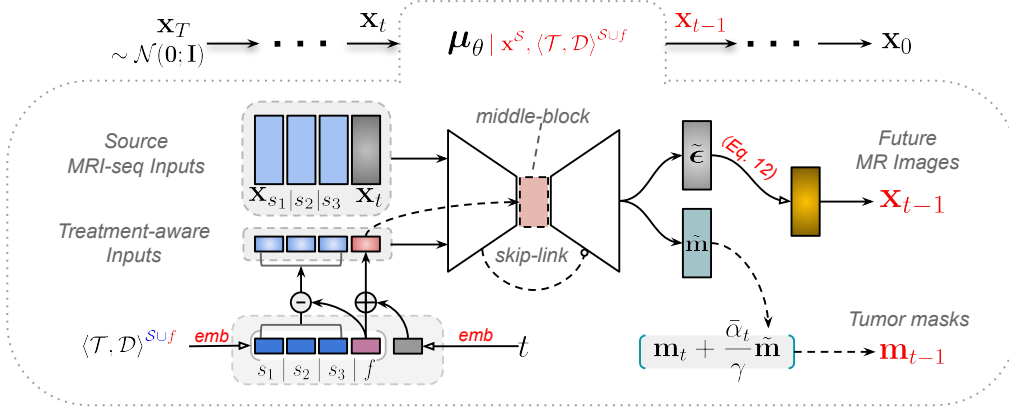 x_T → · · · x_t → μ_θ | x^S, ⟨T, D⟩^{S∪f} x_{t−1} → · · · → x_0
∼ N(0; I)
middle-block
Source
MRI-seq Inputs
x_{s_1}|s_2|s_3 x_t
ϵ̃
(Eq. 12)
Future
MR Images
x_{t−1}
Treatment-aware
Inputs
skip-link
m̃
−
+
⟨T, D⟩^{S∪f} emb
s_1 | s_2 | s_3 | f
emb t
[ m_t + \frac{ᾱ_t}{γ} m̃ ]
Tumor masks
m_{t−1}